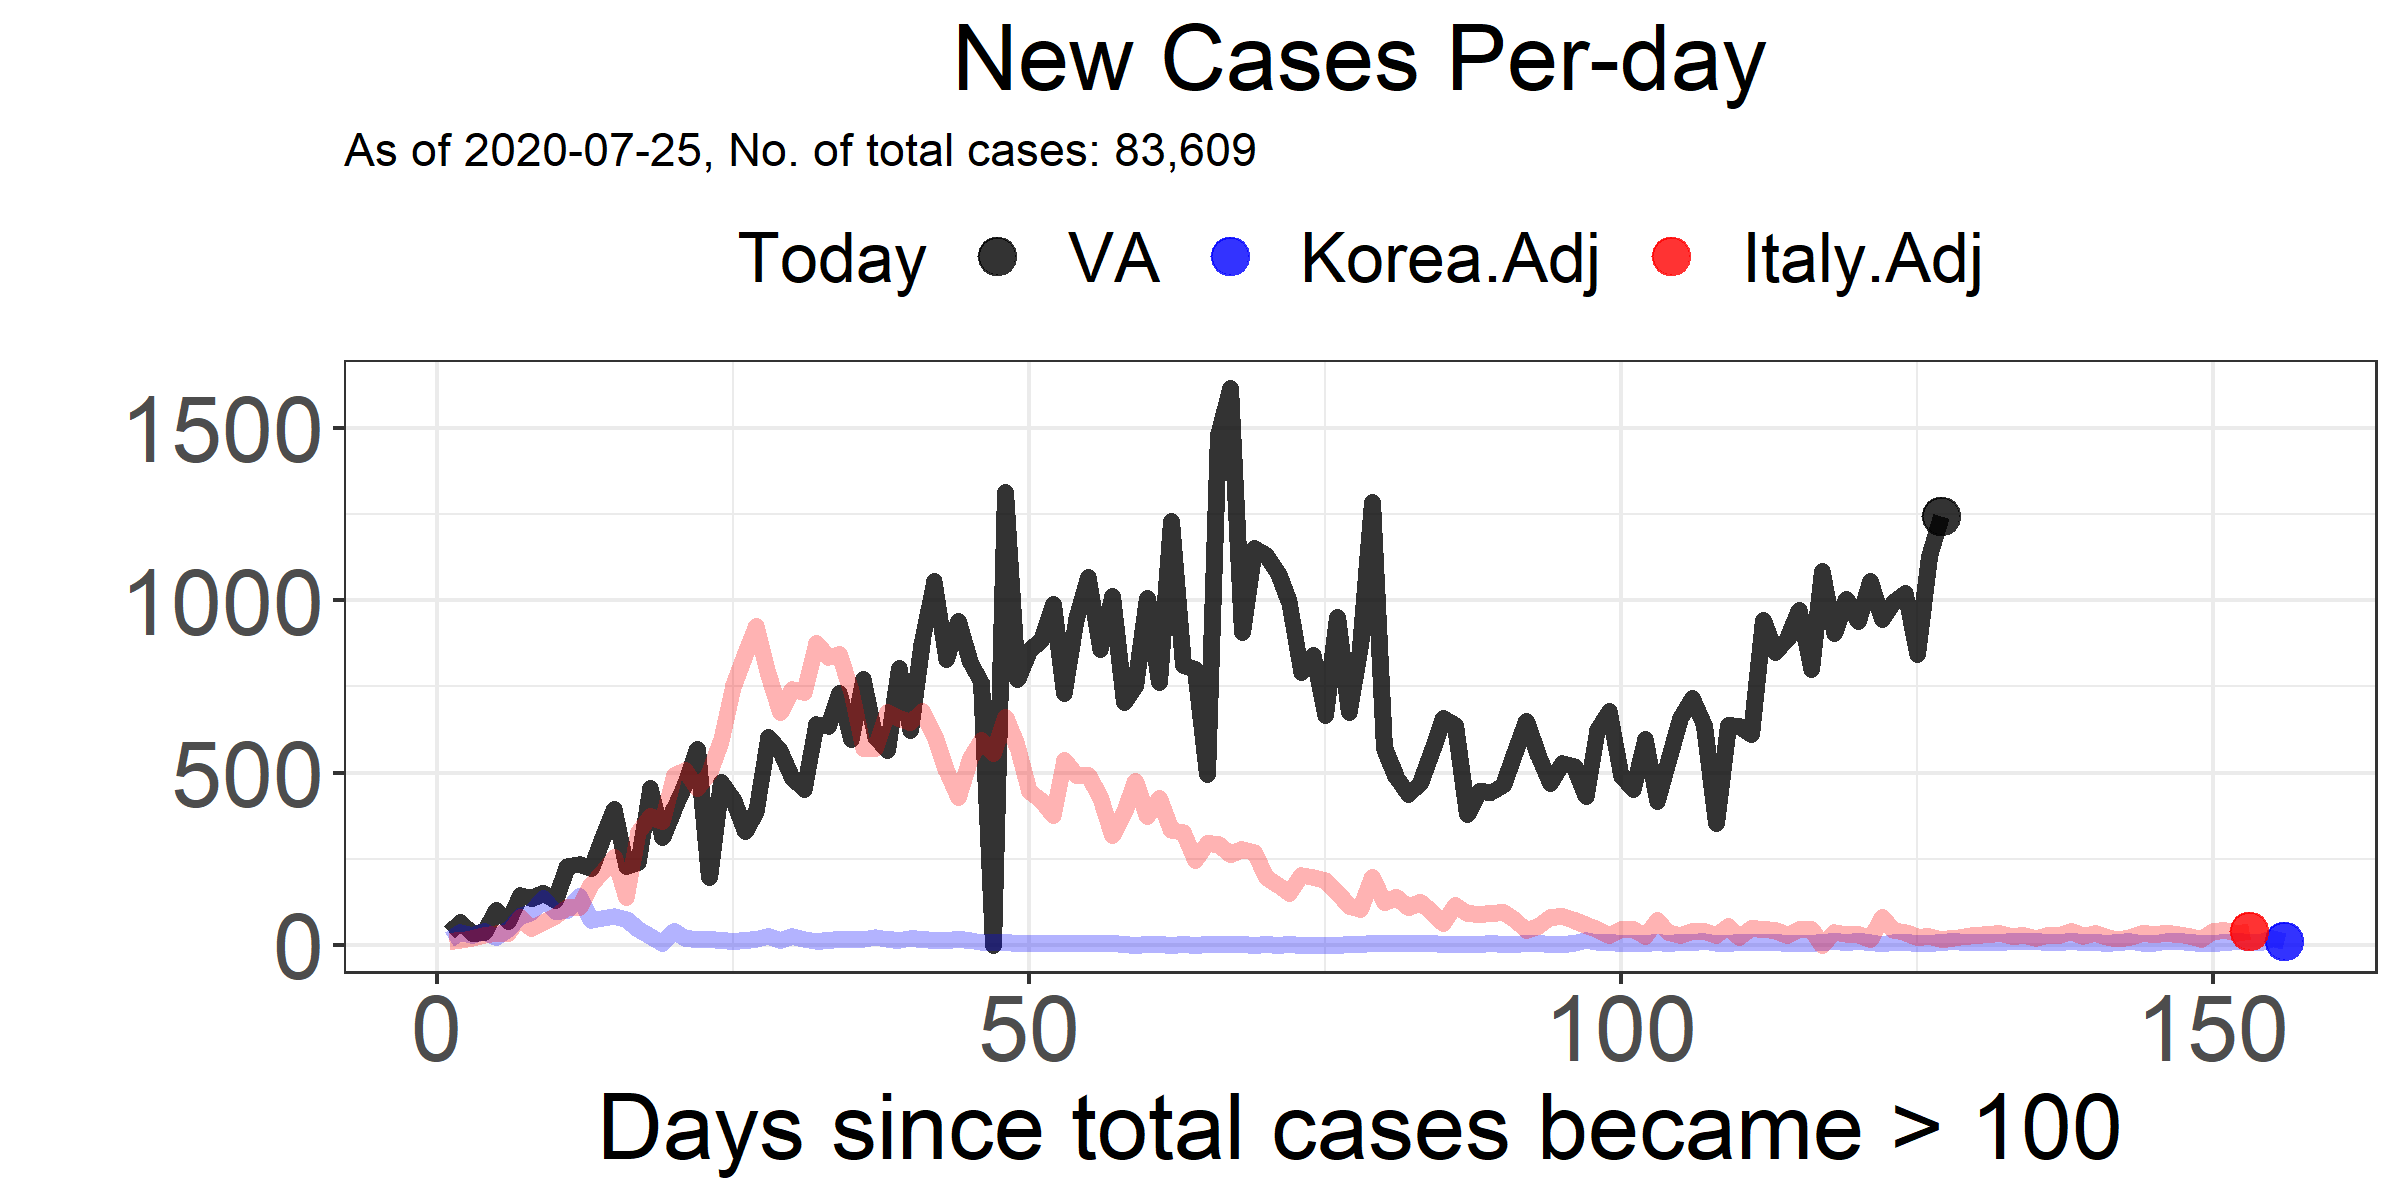 New Cases Per-day
As of 2020-07-25, No. of total cases: 83,609
Today VA Korea.Adj Italy.Adj
1500
1000
500
0
0 50 100 150
Days since total cases became > 100